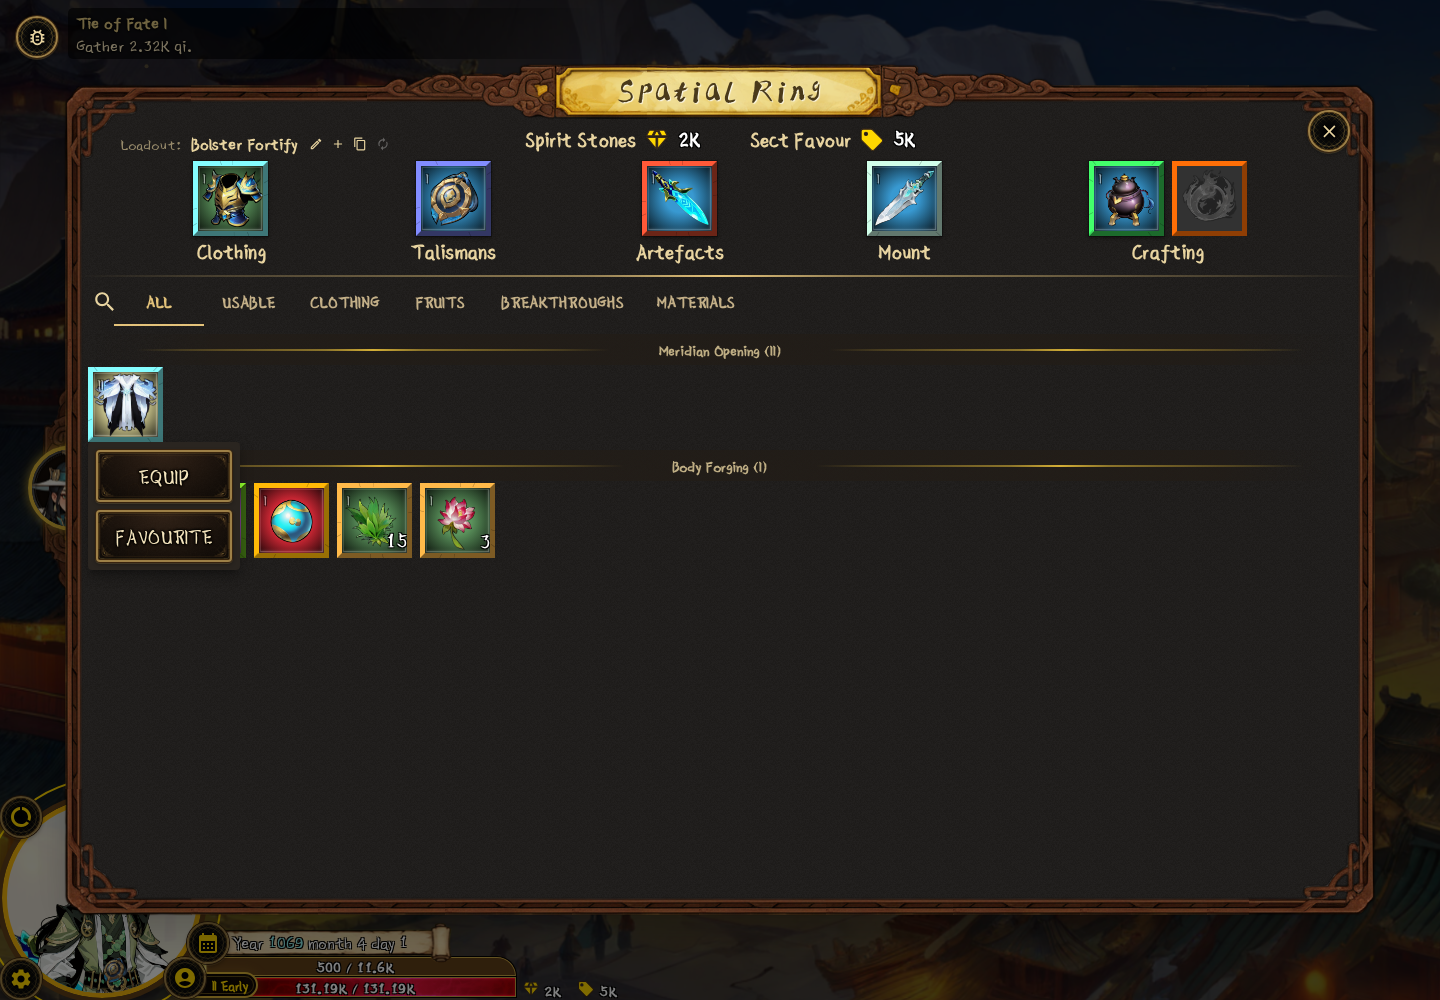 Tie of Fate I
Gather 2.32K qi.
Spatial Ring
Loadout: Bolster Fortify
Spirit Stones 2K
Sect Favour 5K
I
I
I
I
I
Clothing
Talismans
Artefacts
Mount
Crafting
ALL
USABLE
CLOTHING
FRUITS
BREAKTHROUGHS
MATERIALS
Meridian Opening (II)
II
EQUIP
FAVOURITE
Body Forging (I)
I
I
15
I
3
Year 1069 month 4 day 1
500 / 11.6K
II Early
131.19K / 131.19K
2K
5K